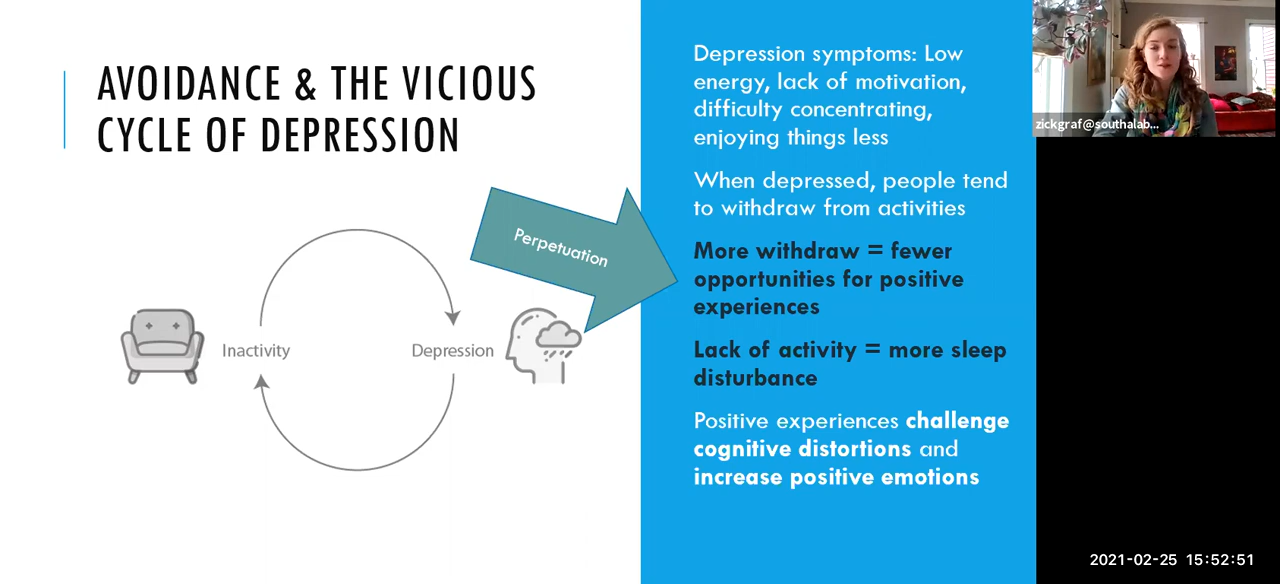 AVOIDANCE & THE VICIOUS
CYCLE OF DEPRESSION
Inactivity
Depression
Perpetuation
Depression symptoms: Low
energy, lack of motivation,
difficulty concentrating,
enjoying things less
When depressed, people tend
to withdraw from activities
More withdraw = fewer
opportunities for positive
experiences
Lack of activity = more sleep
disturbance
Positive experiences challenge
cognitive distortions and
increase positive emotions
zickgraf@southalab...
2021-02-25 15:52:51